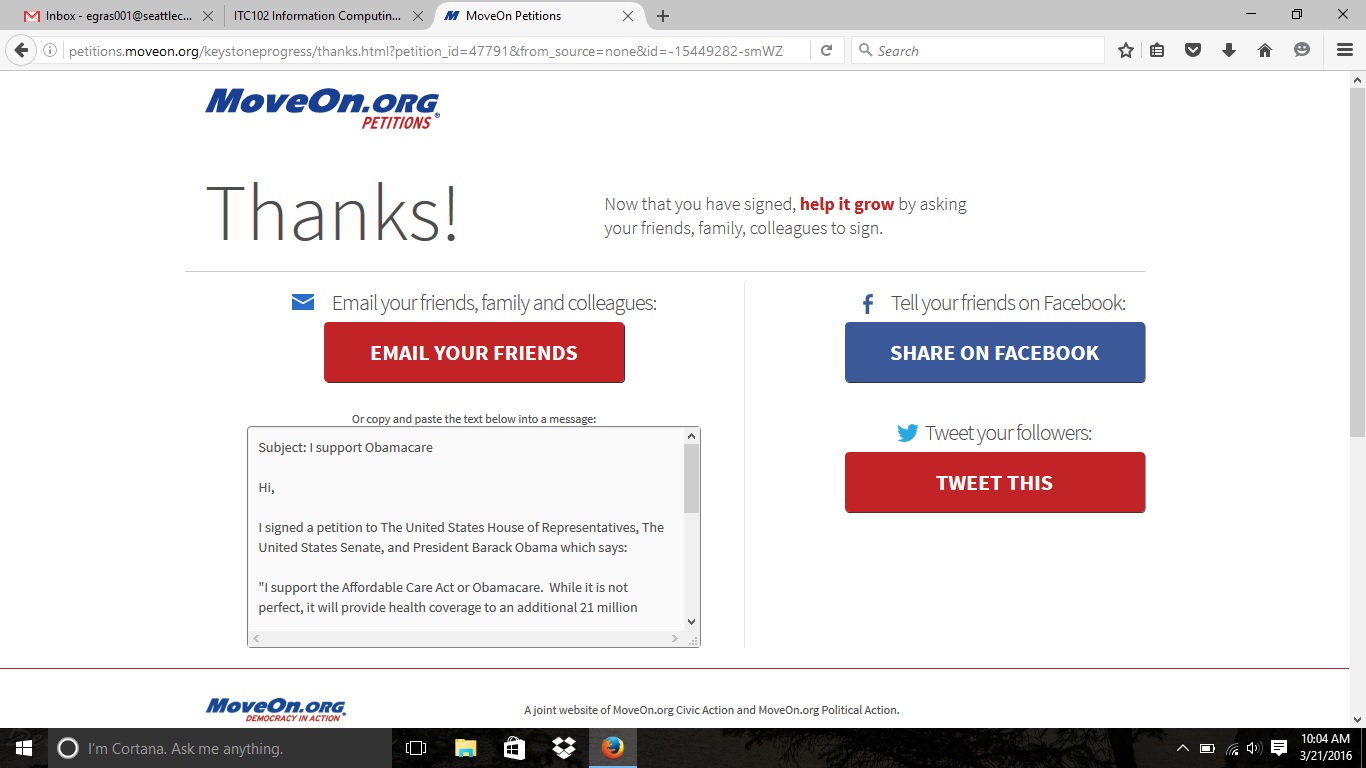 Inbox - egras001@seattlec...
ITC102 Information Computin...
MoveOn Petitions
petitions.moveon.org/keystoneprogress/thanks.html?petition_id=47791&from_source=none&id=-15449282-smWZ
Search
MoveOn.ORG
PETITIONS
Thanks!
Now that you have signed, help it grow by asking
your friends, family, colleagues to sign.
Email your friends, family and colleagues:
EMAIL YOUR FRIENDS
Or copy and paste the text below into a message:
Subject: I support Obamacare
Hi,
I signed a petition to The United States House of Representatives, The
United States Senate, and President Barack Obama which says:
"I support the Affordable Care Act or Obamacare.  While it is not
perfect, it will provide health coverage to an additional 21 million
Tell your friends on Facebook:
SHARE ON FACEBOOK
Tweet your followers:
TWEET THIS
MoveOn.ORG
DEMOCRACY IN ACTION
A joint website of MoveOn.org Civic Action and MoveOn.org Political Action.
I'm Cortana. Ask me anything.
10:04 AM
3/21/2016